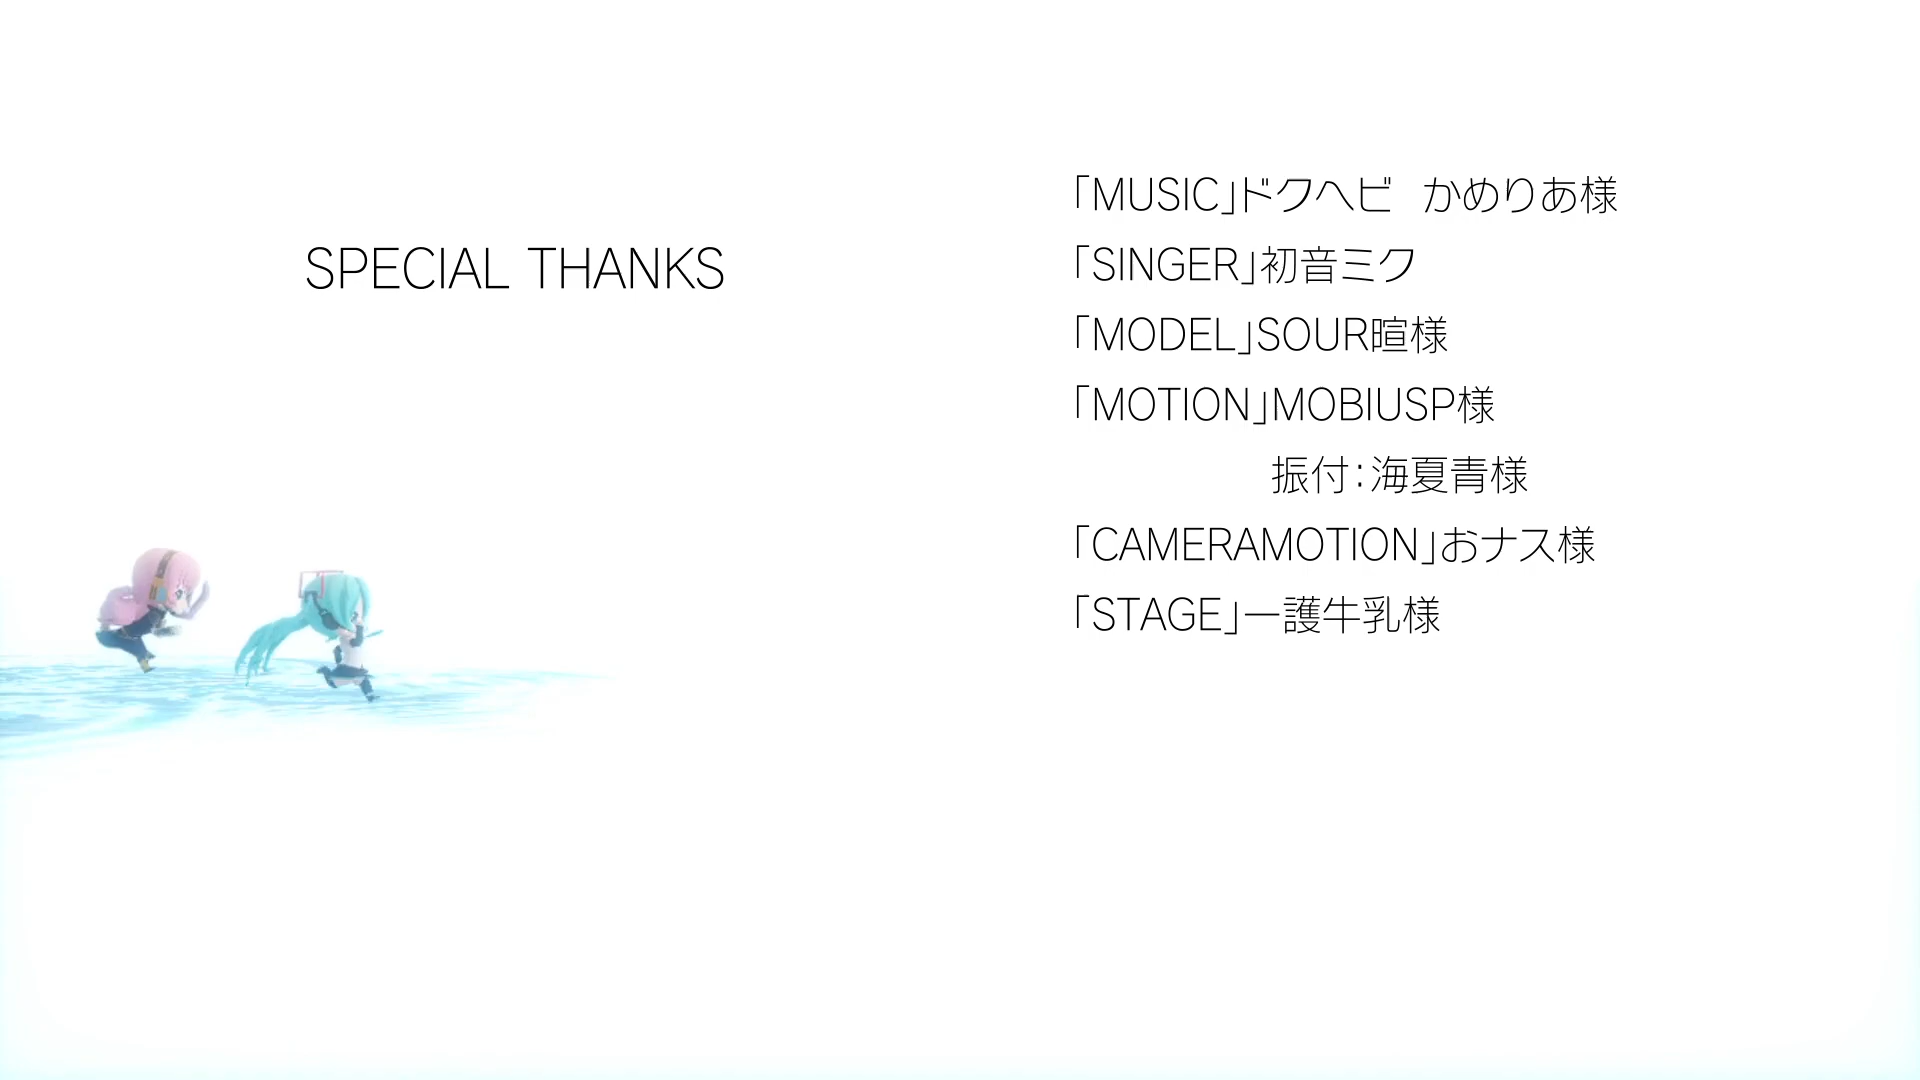 SPECIAL THANKS
「MUSIC」ドクヘビ　かめりあ様
「SINGER」初音ミク
「MODEL」SOUR暄様
「MOTION」MOBIUSP様
振付：海夏青様
「CAMERAMOTION」おナス様
「STAGE」一護牛乳様